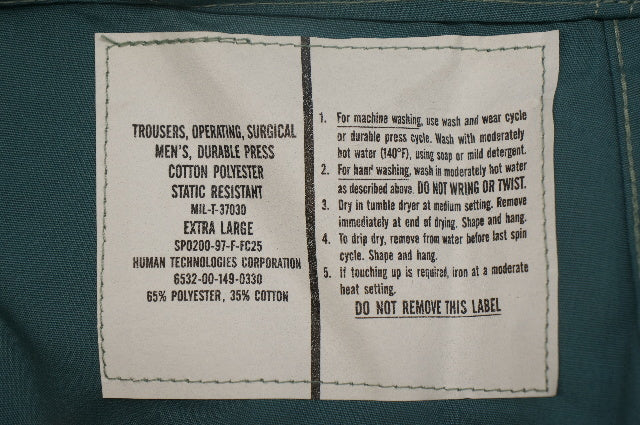 TROUSERS, OPERATING, SURGICAL
MEN'S, DURABLE PRESS
COTTON POLYESTER
STATIC RESISTANT
MIL-T-37030
EXTRA LARGE
SPO200-97-F-FC25
HUMAN TECHNOLOGIES CORPORATION
6532-00-149-0330
65% POLYESTER, 35% COTTON
1. For machine washing, use wash and wear cycle
or durable press cycle. Wash with moderately
hot water (140°F), using soap or mild detergent.
2. For hand washing, wash in moderately hot water
as described above. DO NOT WRING OR TWIST.
3. Dry in tumble dryer at medium setting. Remove
immediately at end of drying. Shape and hang.
4. To drip dry, remove from water before last spin
cycle. Shape and hang.
5. If touching up is required, iron at a moderate
heat setting.
DO NOT REMOVE THIS LABEL